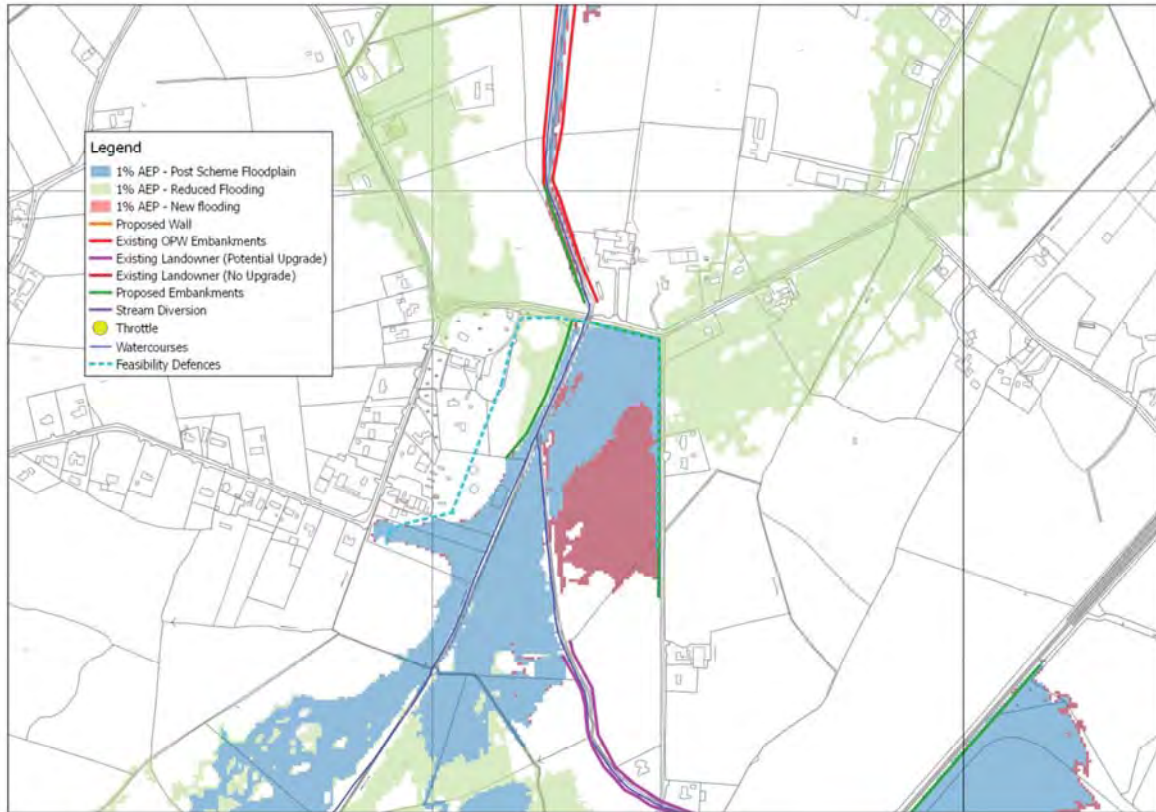 Legend
1% AEP - Post Scheme Floodplain
1% AEP - Reduced Flooding
1% AEP - New flooding
Proposed Wall
Existing OPW Embankments
Existing Landowner (Potential Upgrade)
Existing Landowner (No Upgrade)
Proposed Embankments
Stream Diversion
Throttle
Watercourses
Feasibility Defences